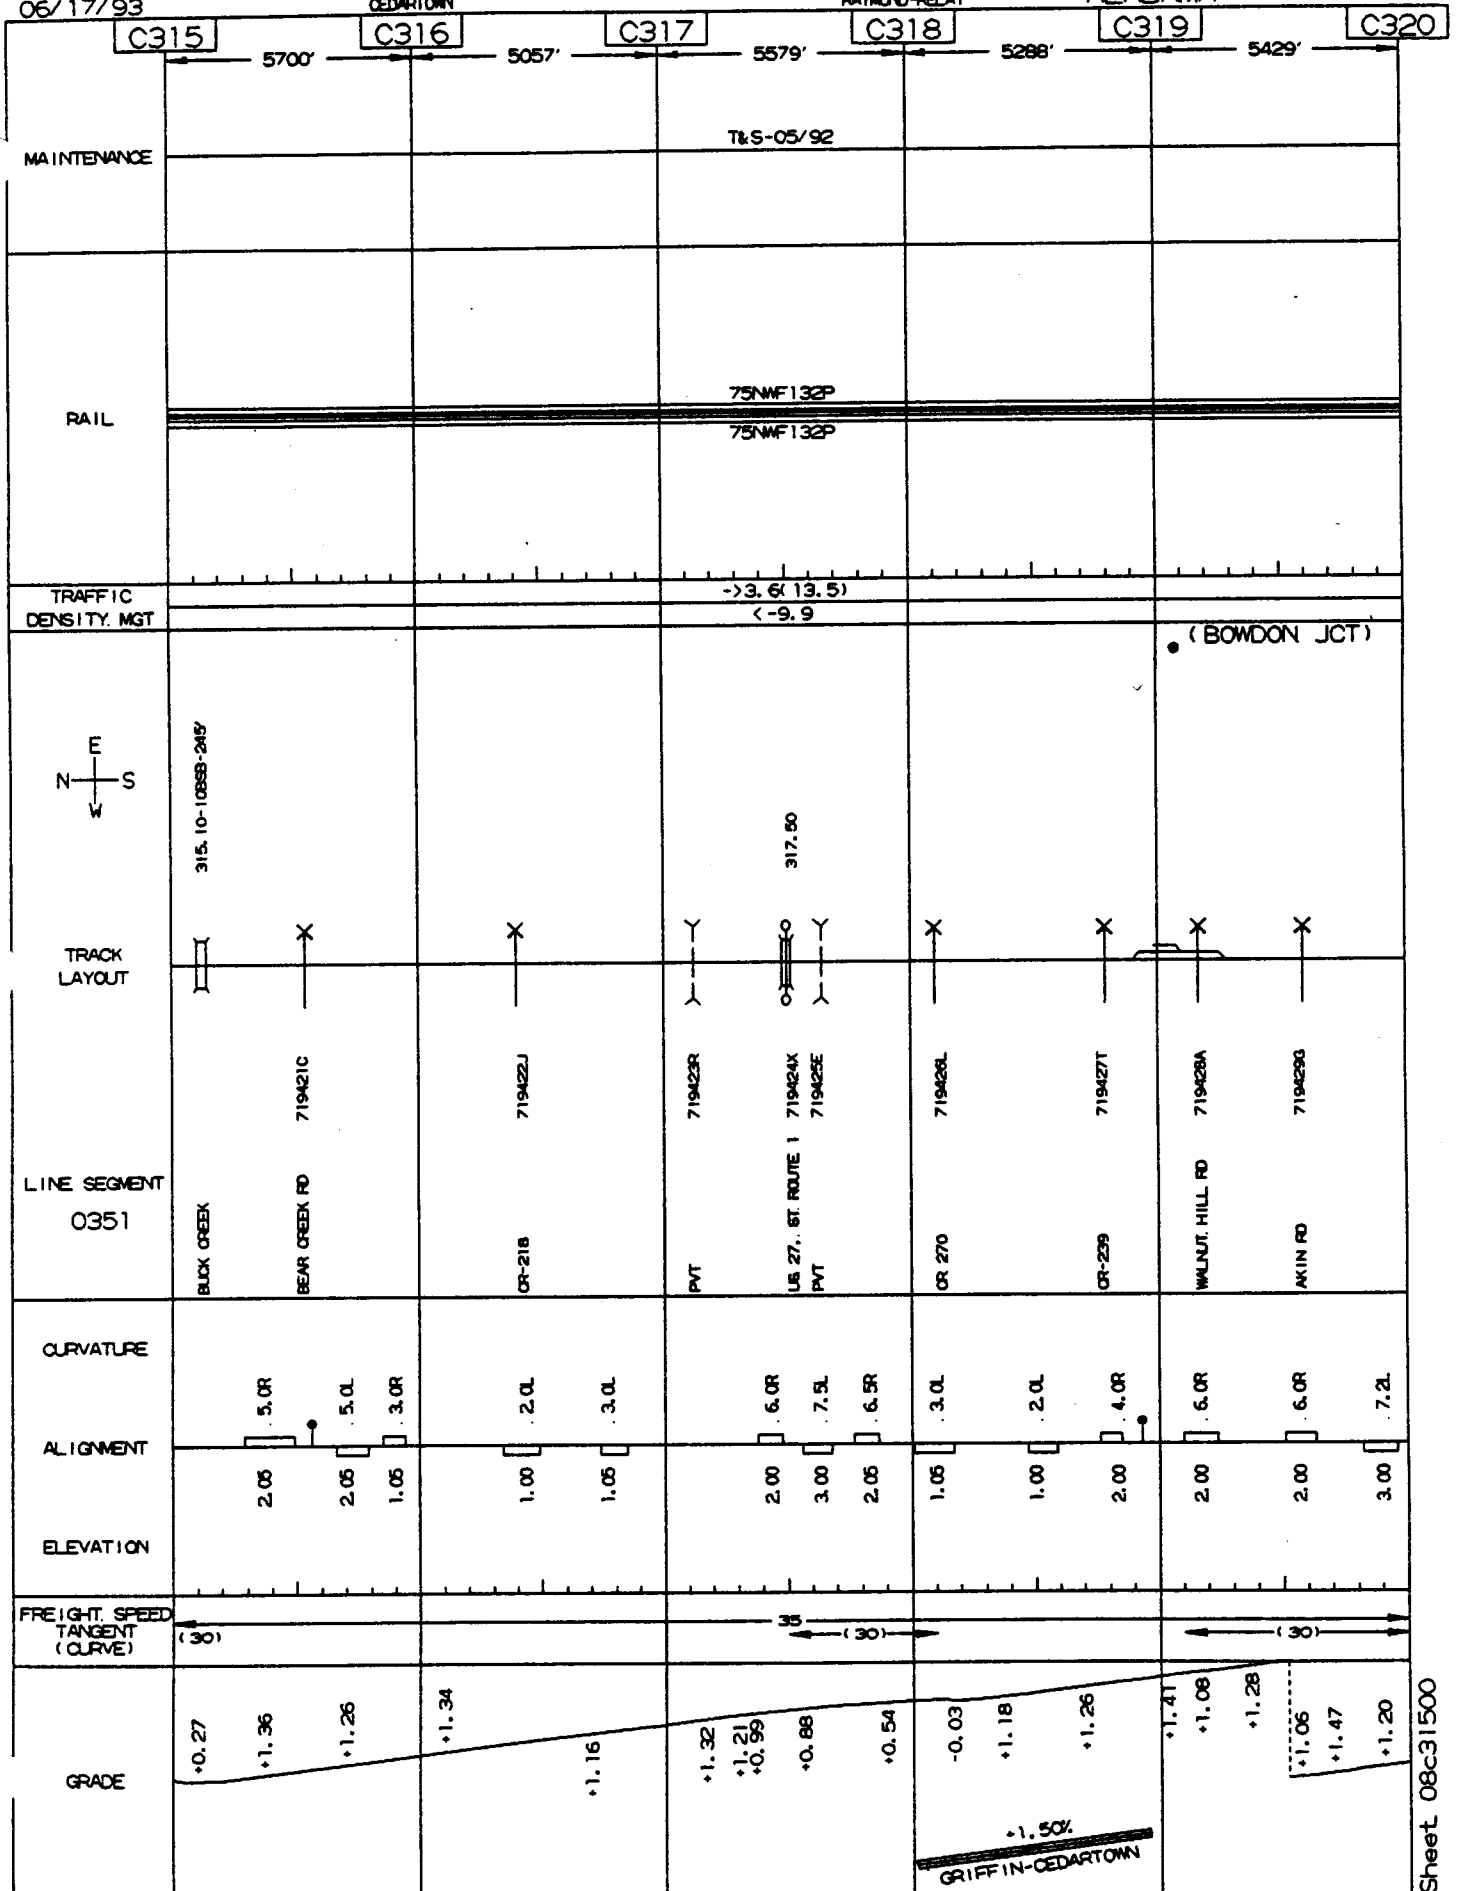 06/17/93
CEDARTOWN
C315 C316 C317 C318 C319 C320
5700' 5057' 5579' 5288' 5429'
MAINTENANCE
T&S-05/92
RAIL
75NWF132P
75NWF132P
TRAFFIC
DENSITY. MGT
->3.6(13.5)
<-9.9
(BOWDON JCT)
E
N S
W
315.10-108SB-245'
317.50
TRACK
LAYOUT
719421C
719422J
719423R
719424X
719425E
719426L
719427T
719428A
719429G
LINE SEGMENT
0351
BUCK CREEK
BEAR CREEK RD
CR-218
PVT
US 27,. ST. ROUTE 1
PVT
CR 270
CR-239
WALNUT. HILL RD
AKIN RD
CURVATURE
5.0R 5.0L 3.0R 2.0L 3.0L 6.0R 7.5L 6.5R 3.0L 2.0L 4.0R 6.0R 6.0R 7.2L
ALIGNMENT
2.05 2.05 1.05 1.00 1.05 2.00 3.00 2.05 1.05 1.00 2.00 2.00 2.00 3.00
ELEVATION
FREIGHT. SPEED
TANGENT
(CURVE)
35
(30) (30) (30)
GRADE
+0.27 +1.36 +1.26 +1.34 +1.16 +1.32 +1.21 +0.99 +0.88 +0.54 -0.03 +1.18 +1.26 +1.41 +1.08 +1.28 +1.06 +1.47 +1.20
+1.50%
GRIFFIN-CEDARTOWN
Sheet 08c31500